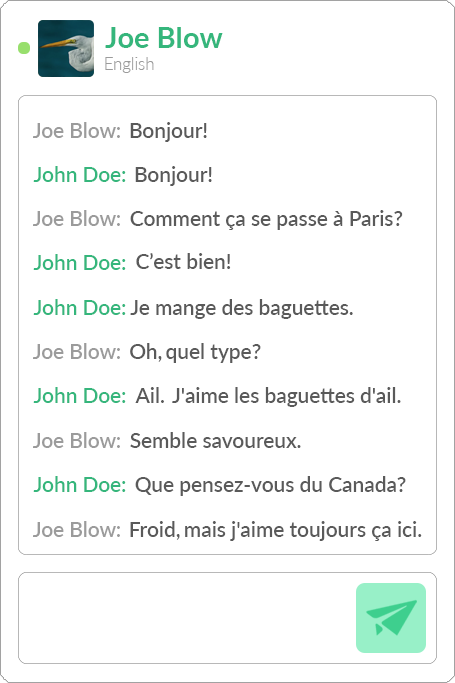 Joe Blow
English
Joe Blow: Bonjour!
John Doe: Bonjour!
Joe Blow: Comment ça se passe à Paris?
John Doe: C’est bien!
John Doe: Je mange des baguettes.
Joe Blow: Oh, quel type?
John Doe: Ail. J'aime les baguettes d'ail.
Joe Blow: Semble savoureux.
John Doe: Que pensez-vous du Canada?
Joe Blow: Froid, mais j'aime toujours ça ici.